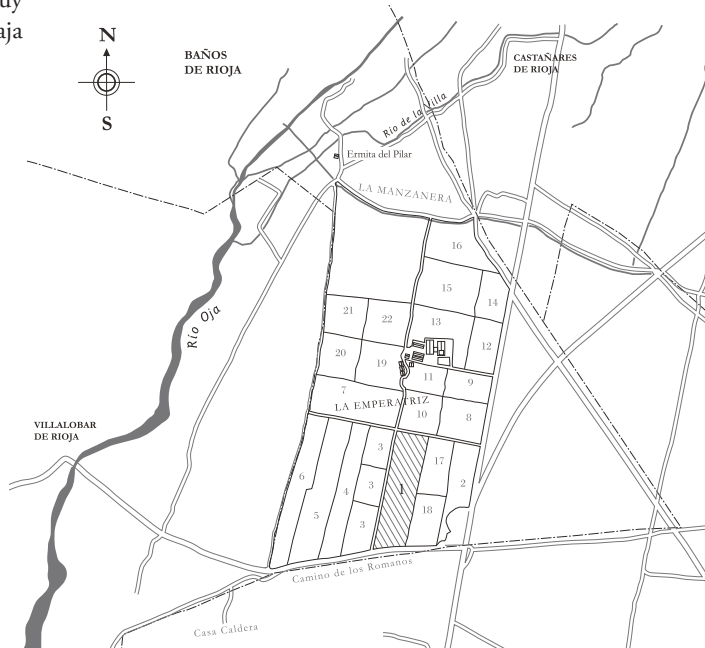 uy
aja
N
S
BAÑOS
DE RIOJA
CASTAÑARES
DE RIOJA
Río de la Villa
Ermita del Pilar
LA MANZANERA
16
15
14
21
22
13
12
20
19
11
9
7
LA EMPERATRIZ
10
8
Río Oja
VILLALOBAR
DE RIOJA
3
17
6
4
3
1
2
5
3
18
Camino de los Romanos
Casa Caldera